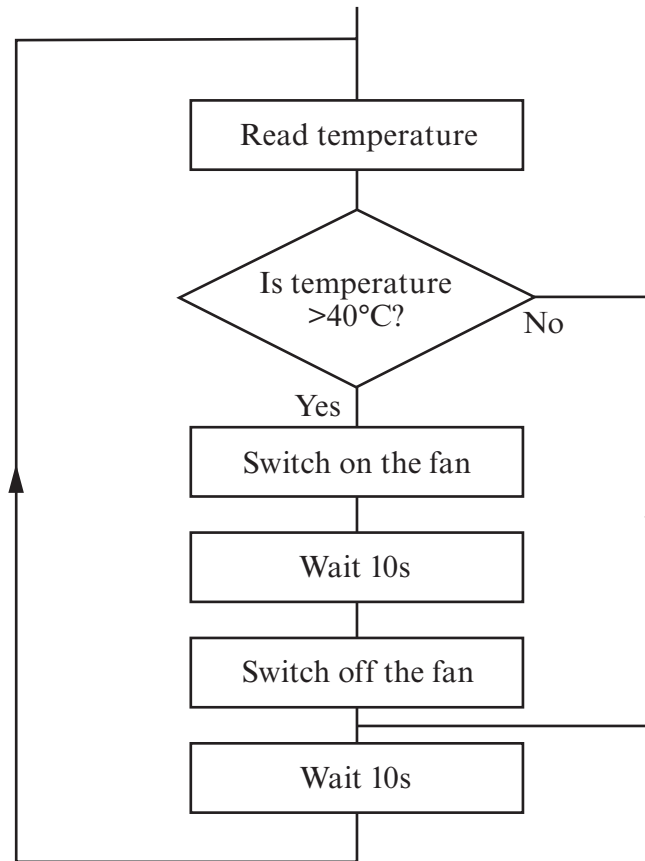 Read temperature
Is temperature
>40°C?
No
Yes
Switch on the fan
Wait 10s
Switch off the fan
Wait 10s